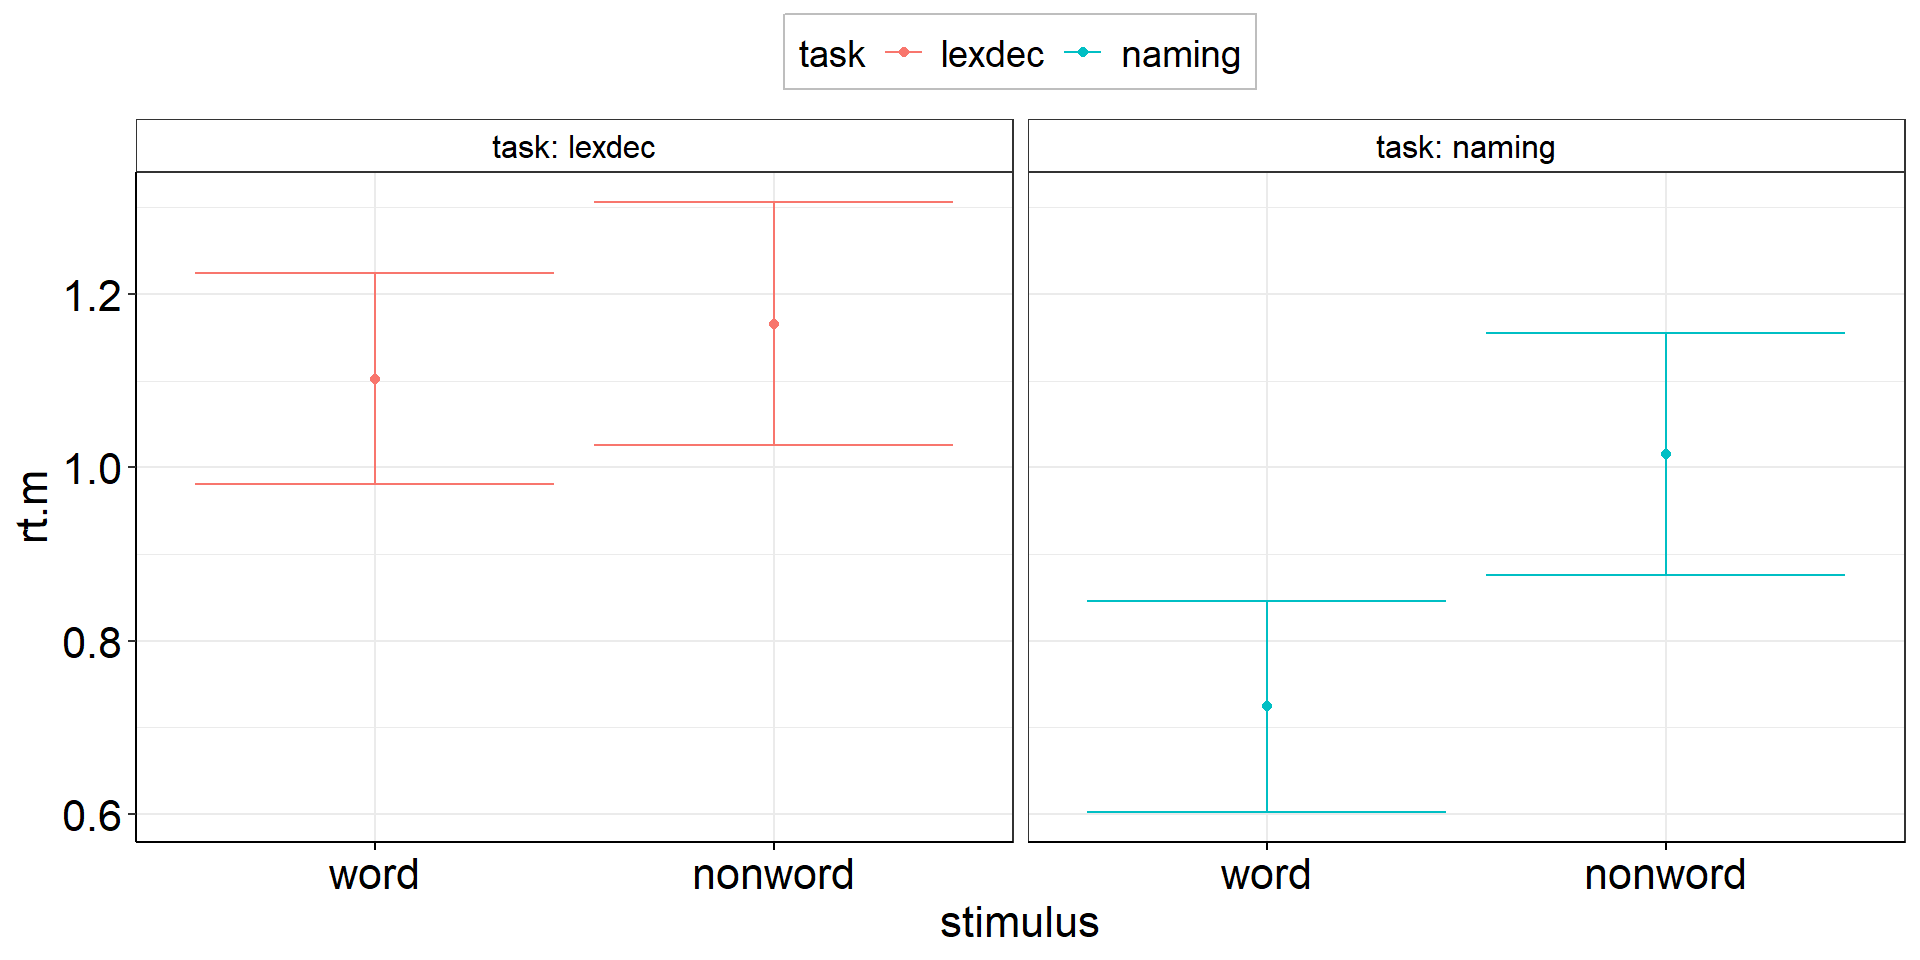 task lexdec naming
task: lexdec
task: naming
rt.m
1.2
1.0
0.8
0.6
word nonword word nonword
stimulus